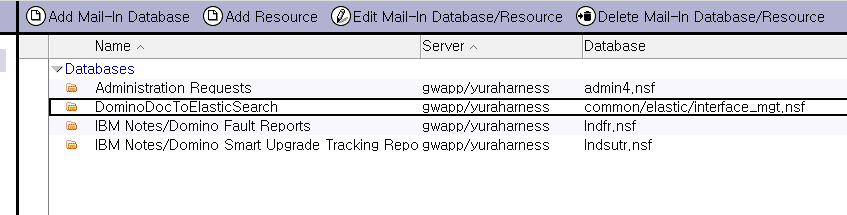 Add Mail-In Database Add Resource Edit Mail-In Database/Resource Delete Mail-In Database/Resource
Name Server Database
Databases
Administration Requests gwapp/yuraharness admin4.nsf
DominoDocToElasticSearch gwapp/yuraharness common/elastic/interface_mgt.nsf
IBM Notes/Domino Fault Reports gwapp/yuraharness lndfr.nsf
IBM Notes/Domino Smart Upgrade Tracking Repo gwapp/yuraharness lndsutr.nsf